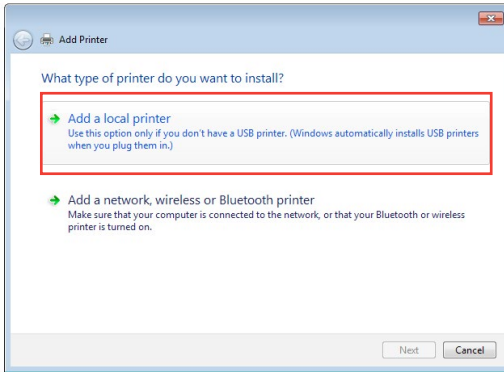 Add Printer
What type of printer do you want to install?
Add a local printer
Use this option only if you don't have a USB printer. (Windows automatically installs USB printers
when you plug them in.)
Add a network, wireless or Bluetooth printer
Make sure that your computer is connected to the network, or that your Bluetooth or wireless
printer is turned on.
Next Cancel